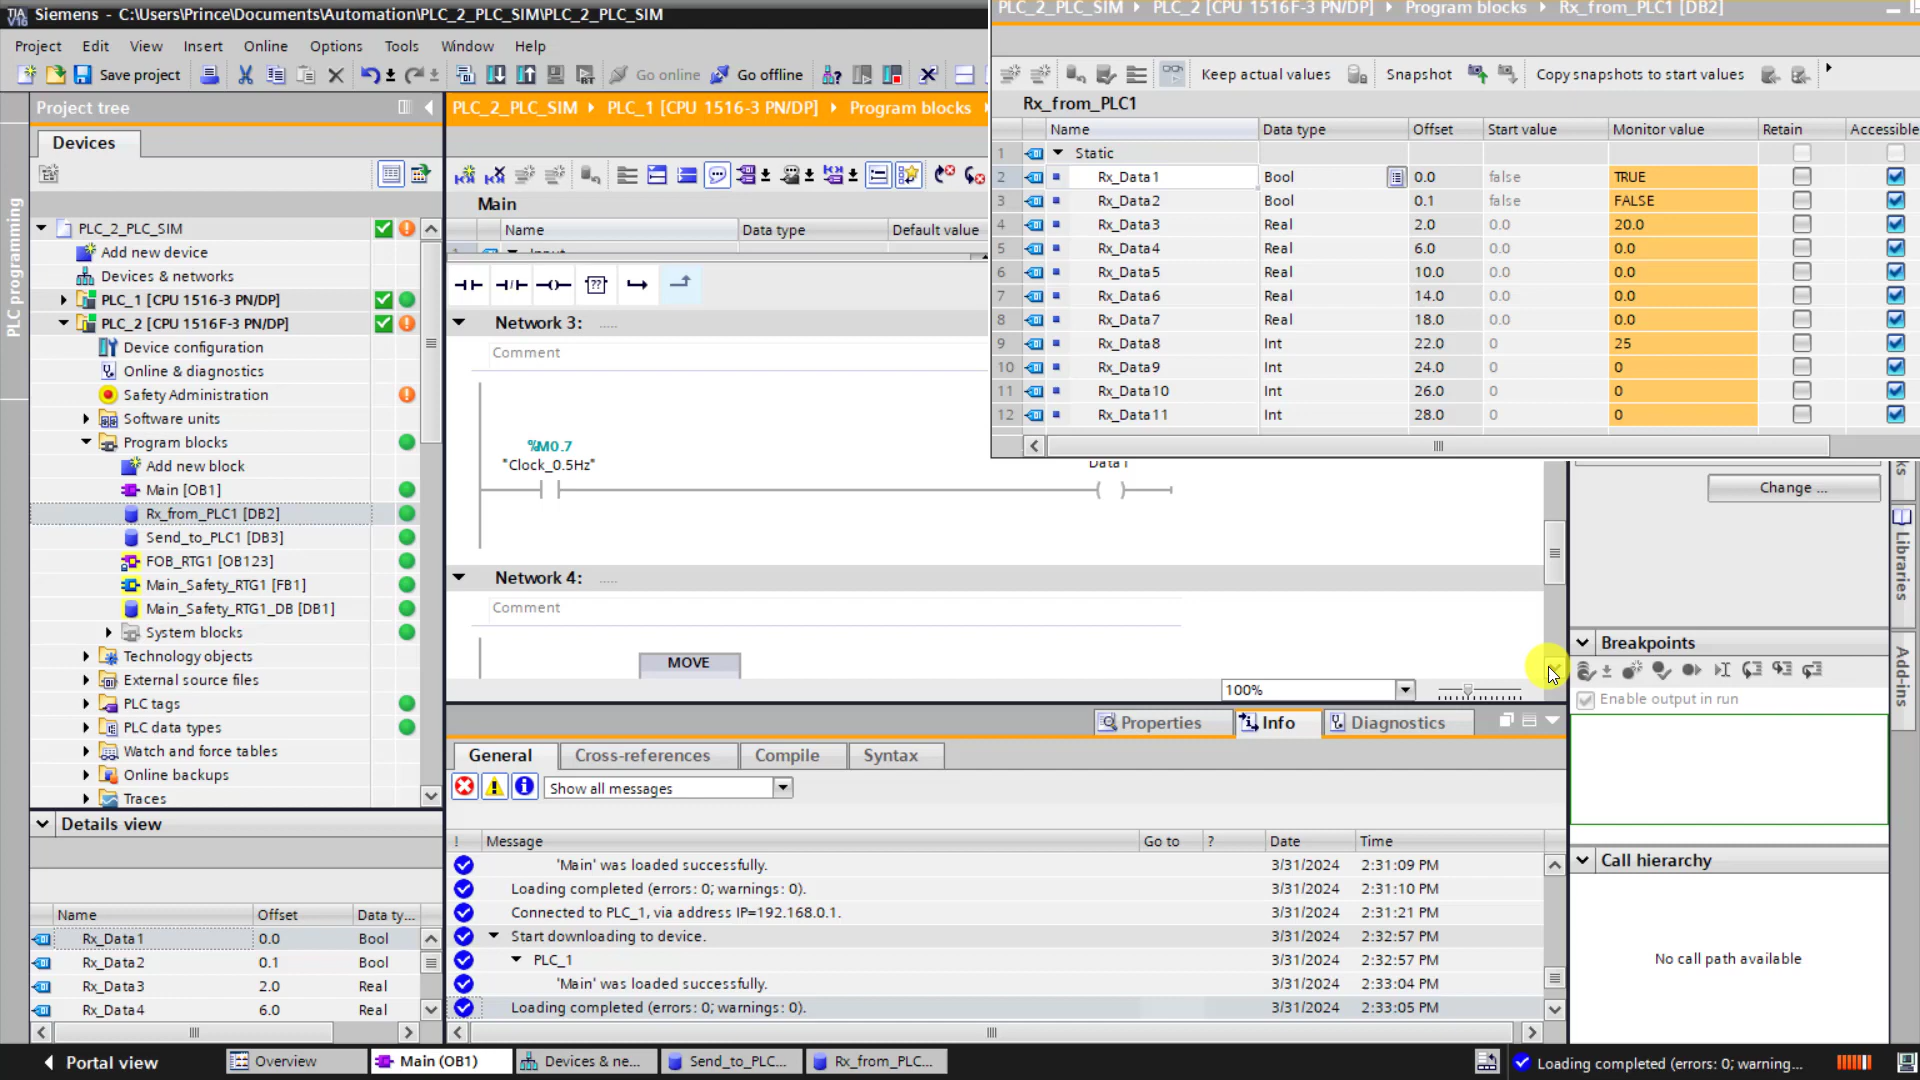 Siemens - C:\Users\Prince\Documents\Automation\PLC_2_PLC_SIM\PLC_2_PLC_SIM
Project Edit View Insert Online Options Tools Window Help
Save project Go online Go offline
Project tree
Devices
PLC programming
PLC_2_PLC_SIM
Add new device
Devices & networks
PLC_1 [CPU 1516-3 PN/DP]
PLC_2 [CPU 1516F-3 PN/DP]
Device configuration
Online & diagnostics
Safety Administration
Software units
Program blocks
Add new block
Main [OB1]
Rx_from_PLC1 [DB2]
Send_to_PLC1 [DB3]
FOB_RTG1 [OB123]
Main_Safety_RTG1 [FB1]
Main_Safety_RTG1_DB [DB1]
System blocks
Technology objects
External source files
PLC tags
PLC data types
Watch and force tables
Online backups
Traces
Details view
Name Offset Data ty...
Rx_Data1 0.0 Bool
Rx_Data2 0.1 Bool
Rx_Data3 2.0 Real
Rx_Data4 6.0 Real
PLC_2_PLC_SIM PLC_1 [CPU 1516-3 PN/DP] Program blocks
Main
Name Data type Default value
Network 3: .....
Comment
%M0.7
"Clock_0.5Hz"
Network 4: .....
Comment
MOVE
100%
PLC_2_PLC_SIM PLC_2 [CPU 1516F-3 PN/DP] Program blocks Rx_from_PLC1 [DB2]
Keep actual values Snapshot Copy snapshots to start values
Rx_from_PLC1
Name Data type Offset Start value Monitor value Retain Accessible
1 Static
2 Rx_Data1 Bool 0.0 false TRUE
3 Rx_Data2 Bool 0.1 false FALSE
4 Rx_Data3 Real 2.0 0.0 20.0
5 Rx_Data4 Real 6.0 0.0 0.0
6 Rx_Data5 Real 10.0 0.0 0.0
7 Rx_Data6 Real 14.0 0.0 0.0
8 Rx_Data7 Real 18.0 0.0 0.0
9 Rx_Data8 Int 22.0 0 25
10 Rx_Data9 Int 24.0 0 0
11 Rx_Data10 Int 26.0 0 0
12 Rx_Data11 Int 28.0 0 0
Change ...
Libraries
Add-ins
Breakpoints
Enable output in run
Call hierarchy
No call path available
Properties Info Diagnostics
General Cross-references Compile Syntax
Show all messages
! Message Go to ? Date Time
'Main' was loaded successfully. 3/31/2024 2:31:09 PM
Loading completed (errors: 0; warnings: 0). 3/31/2024 2:31:10 PM
Connected to PLC_1, via address IP=192.168.0.1. 3/31/2024 2:31:21 PM
Start downloading to device. 3/31/2024 2:32:57 PM
PLC_1 3/31/2024 2:32:57 PM
'Main' was loaded successfully. 3/31/2024 2:33:04 PM
Loading completed (errors: 0; warnings: 0). 3/31/2024 2:33:05 PM
Portal view Overview Main (OB1) Devices & ne... Send_to_PLC... Rx_from_PLC... Loading completed (errors: 0; warning...